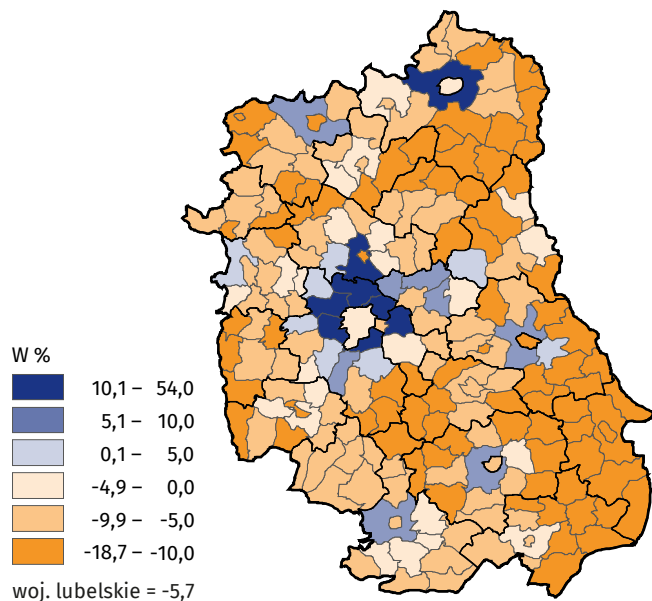 W %
10,1 – 54,0
5,1 – 10,0
0,1 – 5,0
-4,9 – 0,0
-9,9 – -5,0
-18,7 – -10,0
woj. lubelskie = -5,7